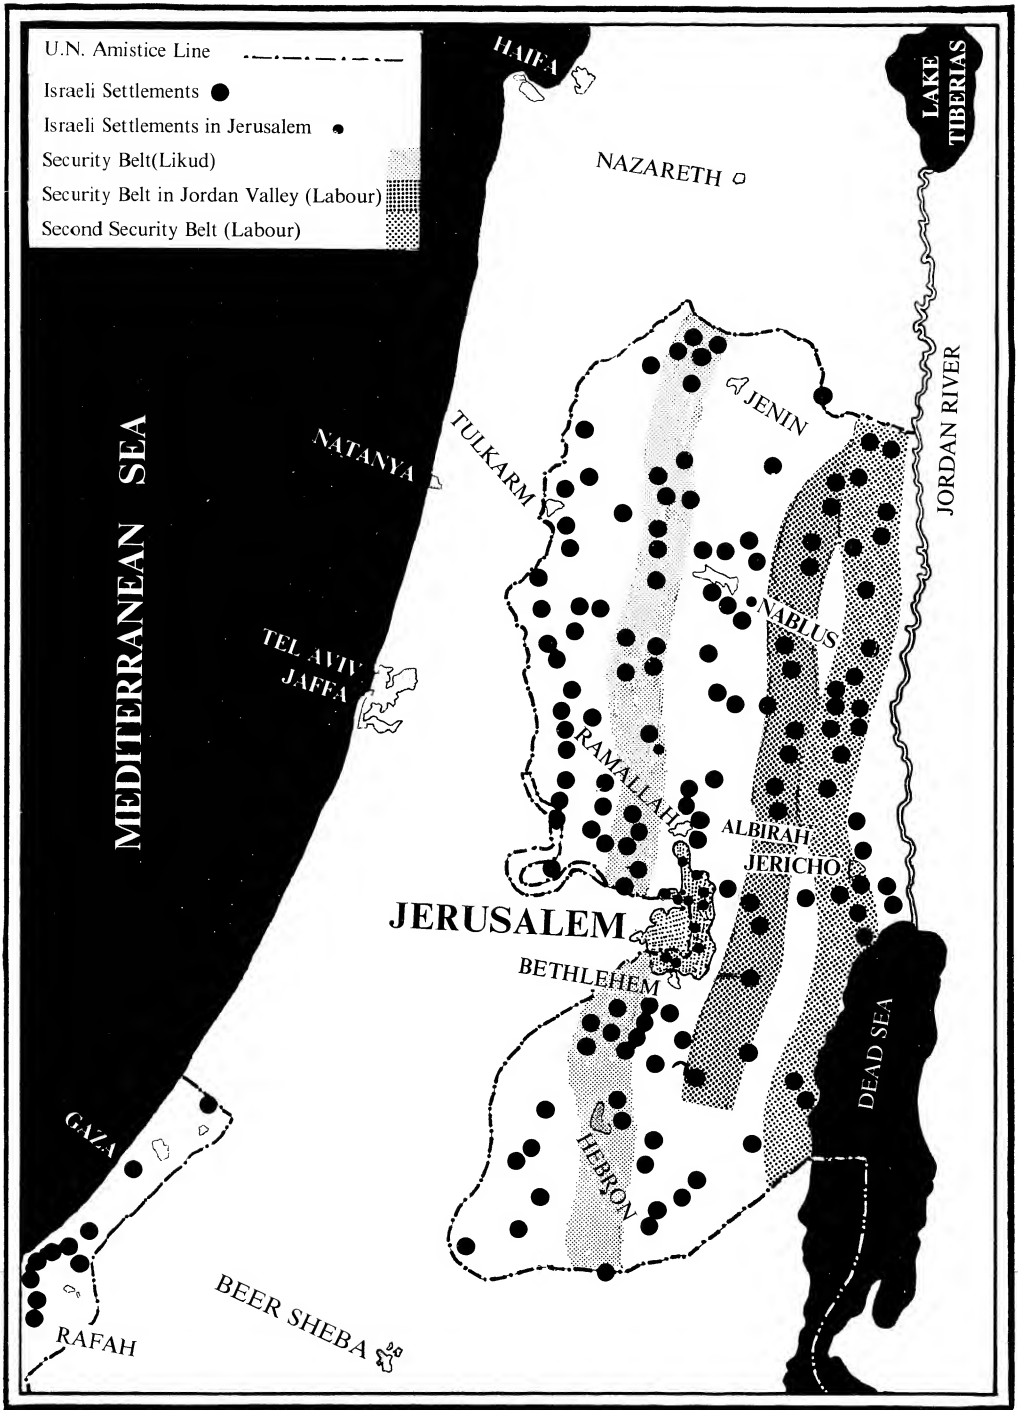 U.N. Amistice Line
Israeli Settlements
Israeli Settlements in Jerusalem
Security Belt(Likud)
Security Belt in Jordan Valley (Labour)
Second Security Belt (Labour)
HAIFA
LAKE
TIBERIAS
NAZARETH
JORDAN RIVER
JENIN
TULKARM
NATANYA
MEDITERRANEAN SEA
NABLUS
TEL AVIV
JAFFA
RAMALLAH
ALBIRAH
JERICHO
JERUSALEM
BETHLEHEM
DEAD SEA
GAZA
HEBRON
BEER SHEBA
RAFAH